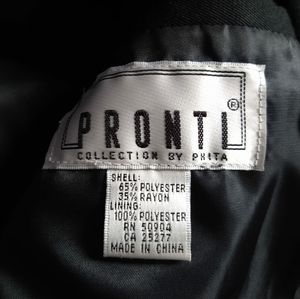 PRONTI
®
COLLECTION BY PHITA
SHELL:
65% POLYESTER
35% RAYON
LINING:
100% POLYESTER
RN 50904
CA 25277
MADE IN CHINA